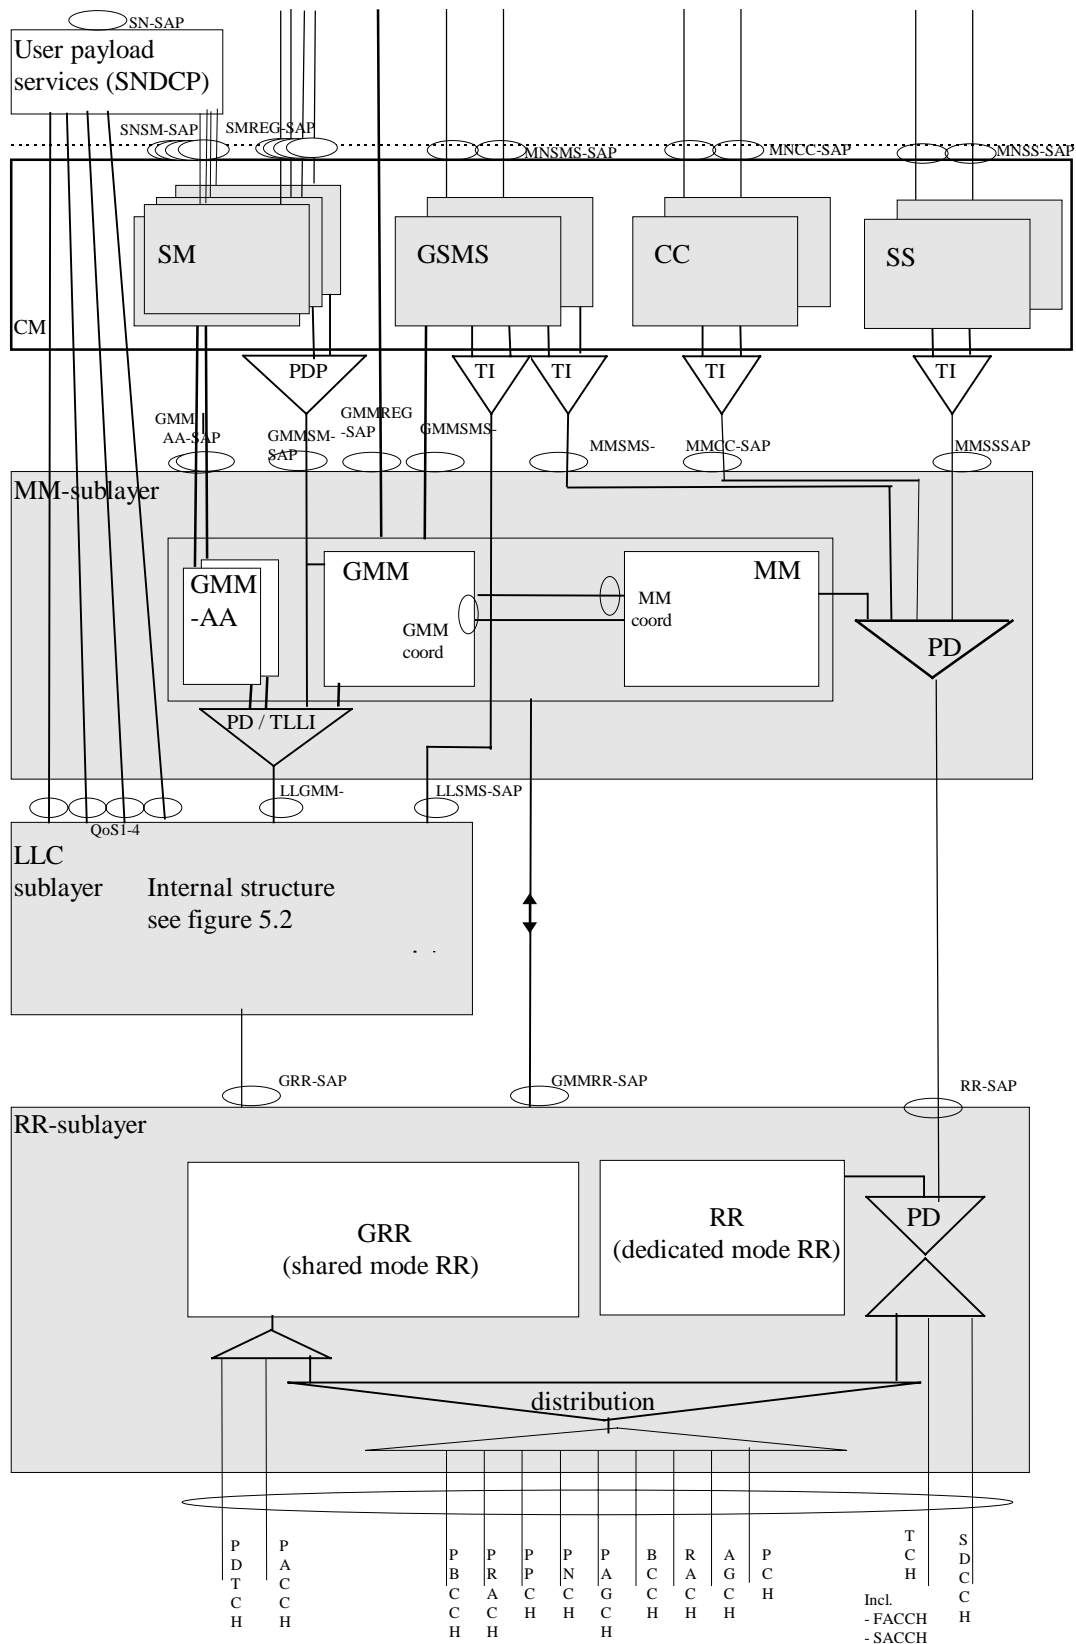 SN-SAP
User payload
services (SNDCP)
SNSM-SAP
SMREG-SAP
MNSMS-SAP
MNCC-SAP
MNSS-SAP
SM
GSMS
CC
SS
CM
PDP
TI
TI
TI
TI
GMM
AA-SAP
GMMSM-
SAP
GMMREG
-SAP
GMMSMS-
MMSMS-
MMCC-SAP
MMSSSAP
MM-sublayer
GMM
-AA
GMM
GMM
coord
MM
MM
coord
PD
PD / TLLI
LLGMM-
LLSMS-SAP
QoS1-4
LLC
sublayer
Internal structure
see figure 5.2
GRR-SAP
GMMRR-SAP
RR-SAP
RR-sublayer
GRR
(shared mode RR)
RR
(dedicated mode RR)
PD
distribution
PDTCH
PACCH
PBCCH
PRACH
PPCH
PNCH
PAGCH
BCCH
RACH
AGCH
PCH
TCH
Incl.
- FACCH
- SACCH
SDCCH